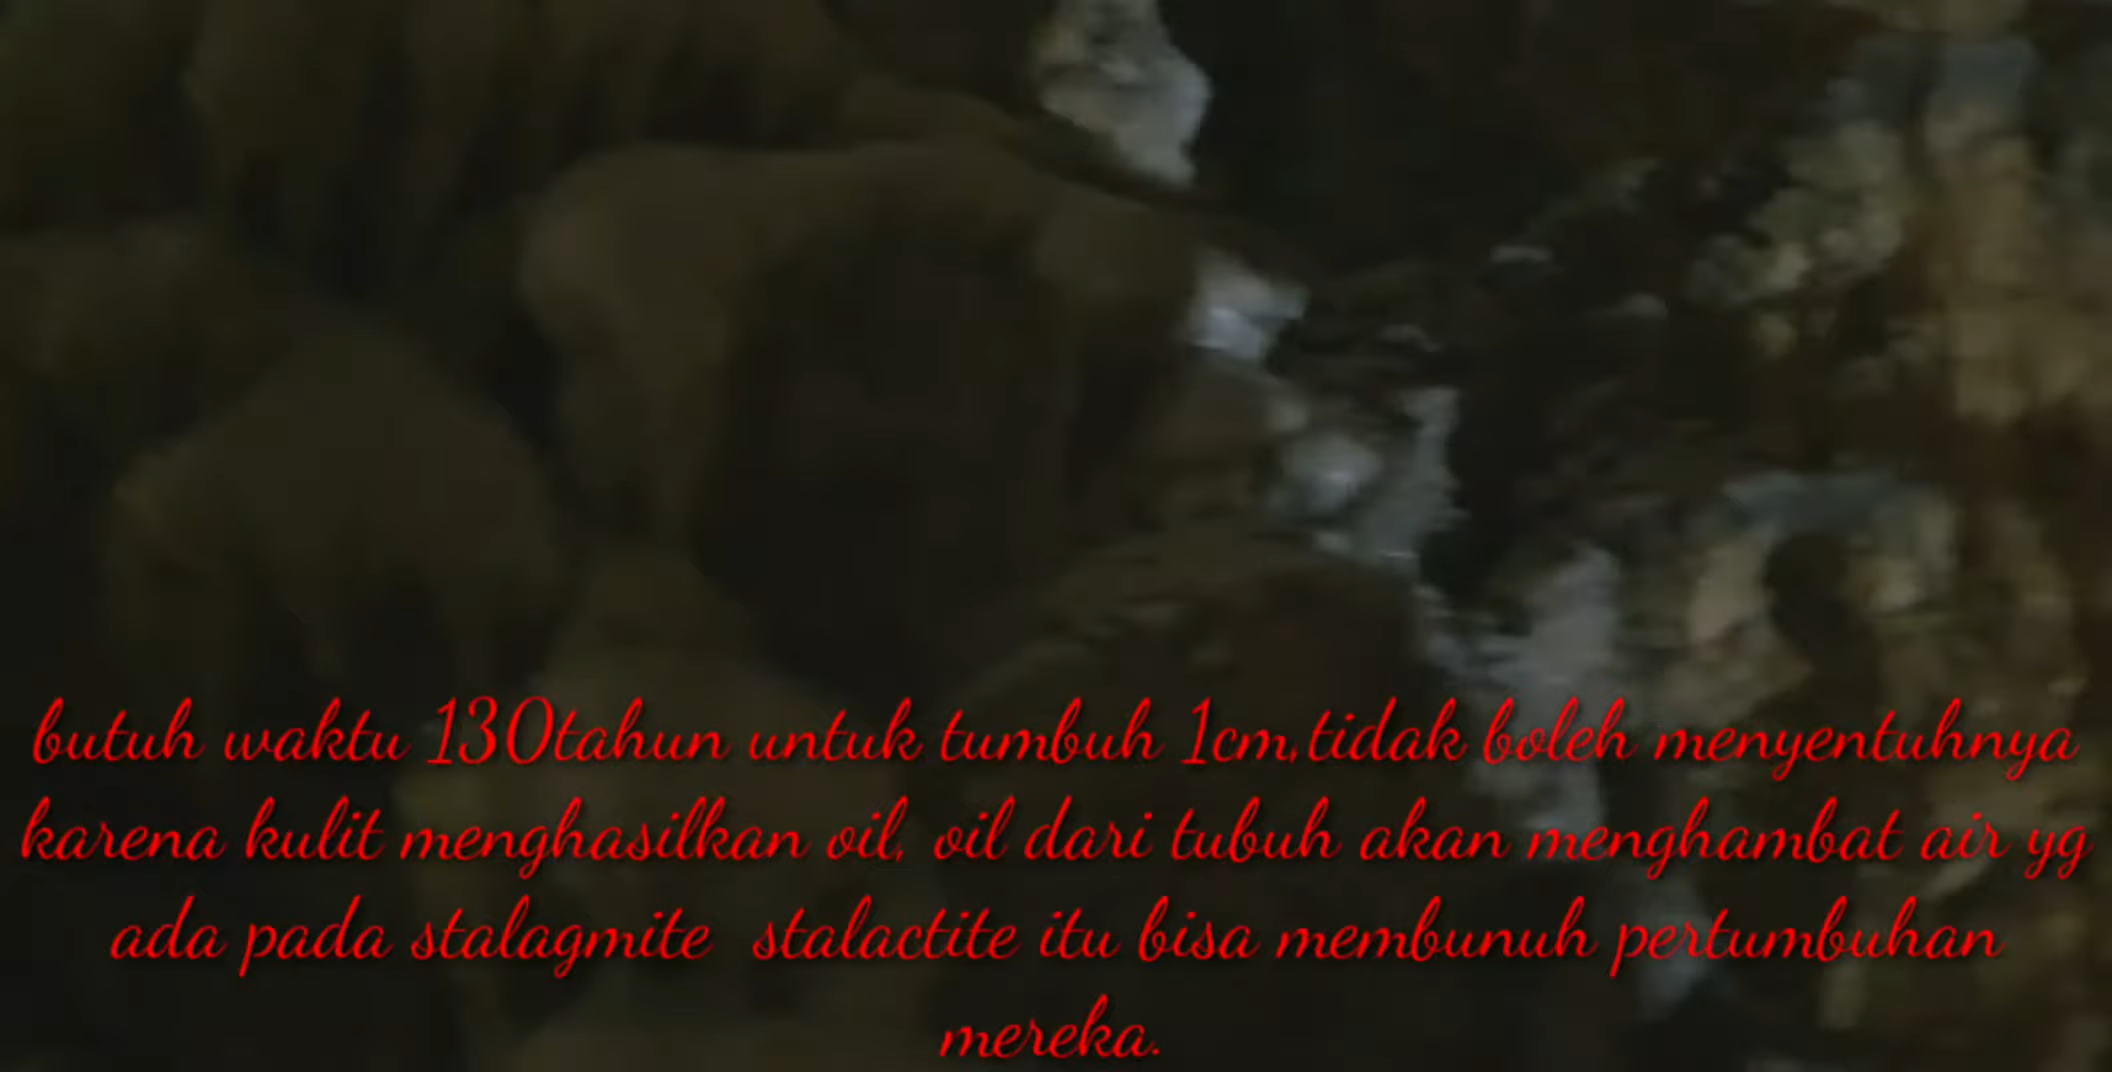 butuh waktu 130tahun untuk tumbuh 1cm,tidak boleh menyentuhnya
karena kulit menghasilkan oil, oil dari tubuh akan menghambat air yg
ada pada stalagmite  stalactite itu bisa membunuh pertumbuhan
mereka.